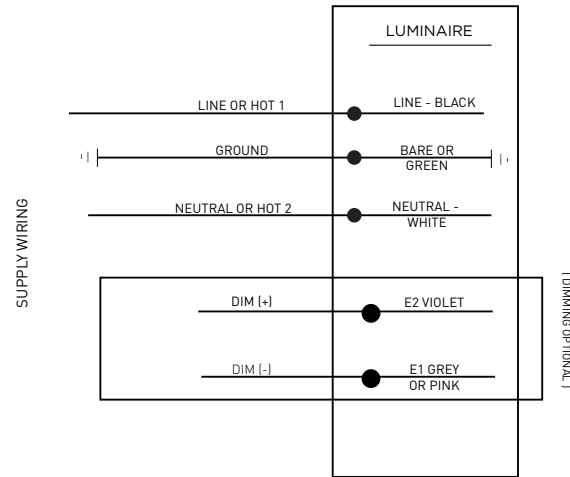 LUMINAIRE
LINE OR HOT 1
LINE - BLACK
GROUND
BARE OR
GREEN
NEUTRAL OR HOT 2
NEUTRAL -
WHITE
SUPPLY WIRING
DIM (+)
E2 VIOLET
DIM (-)
E1 GREY
OR PINK
( DIMMING OPTIONAL )